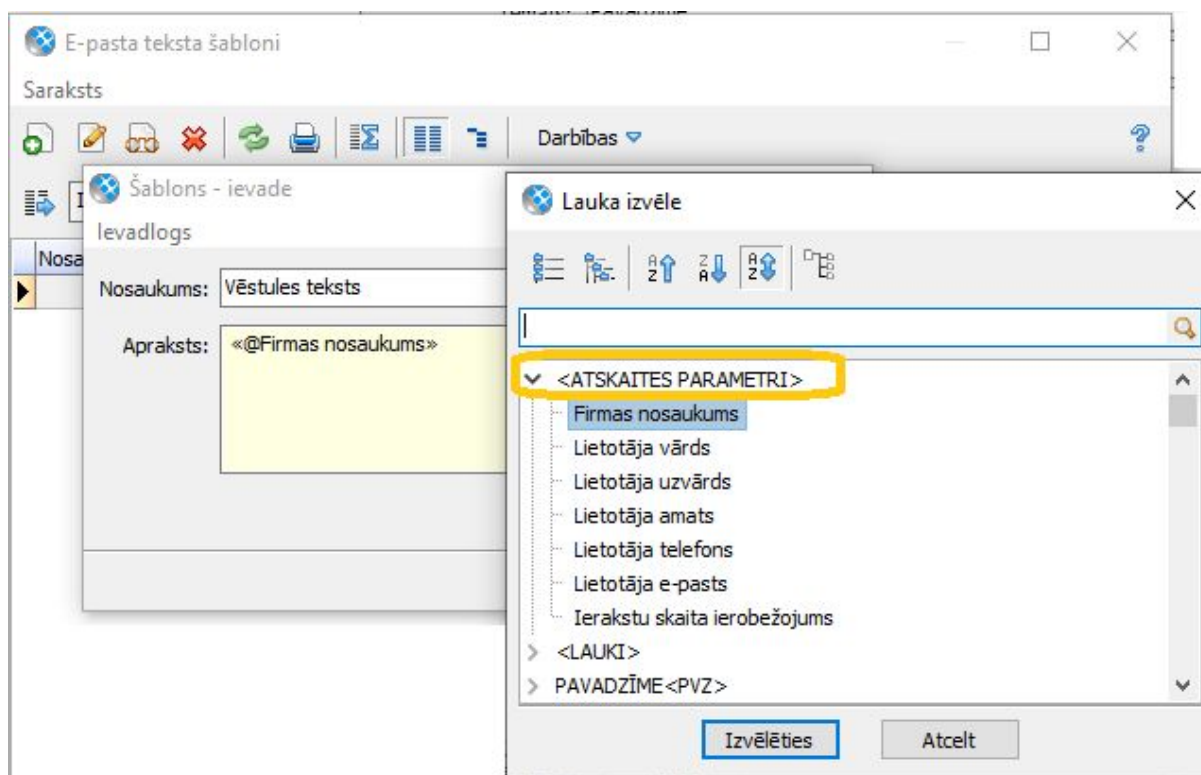 E-pasta teksta šabloni
Saraksts
Darbības
Šablons - ievade
Ievadlogs
Nosaukums: Vēstules teksts
Apraksts: «@Firmas nosaukums»
Lauka izvēle
<ATSKAITES PARAMETRI>
Firmas nosaukums
Lietotāja vārds
Lietotāja uzvārds
Lietotāja amats
Lietotāja telefons
Lietotāja e-pasts
Ierakstu skaita ierobežojums
<LAUKI>
PAVADZĪME<PVZ>
Izvēlēties
Atcelt